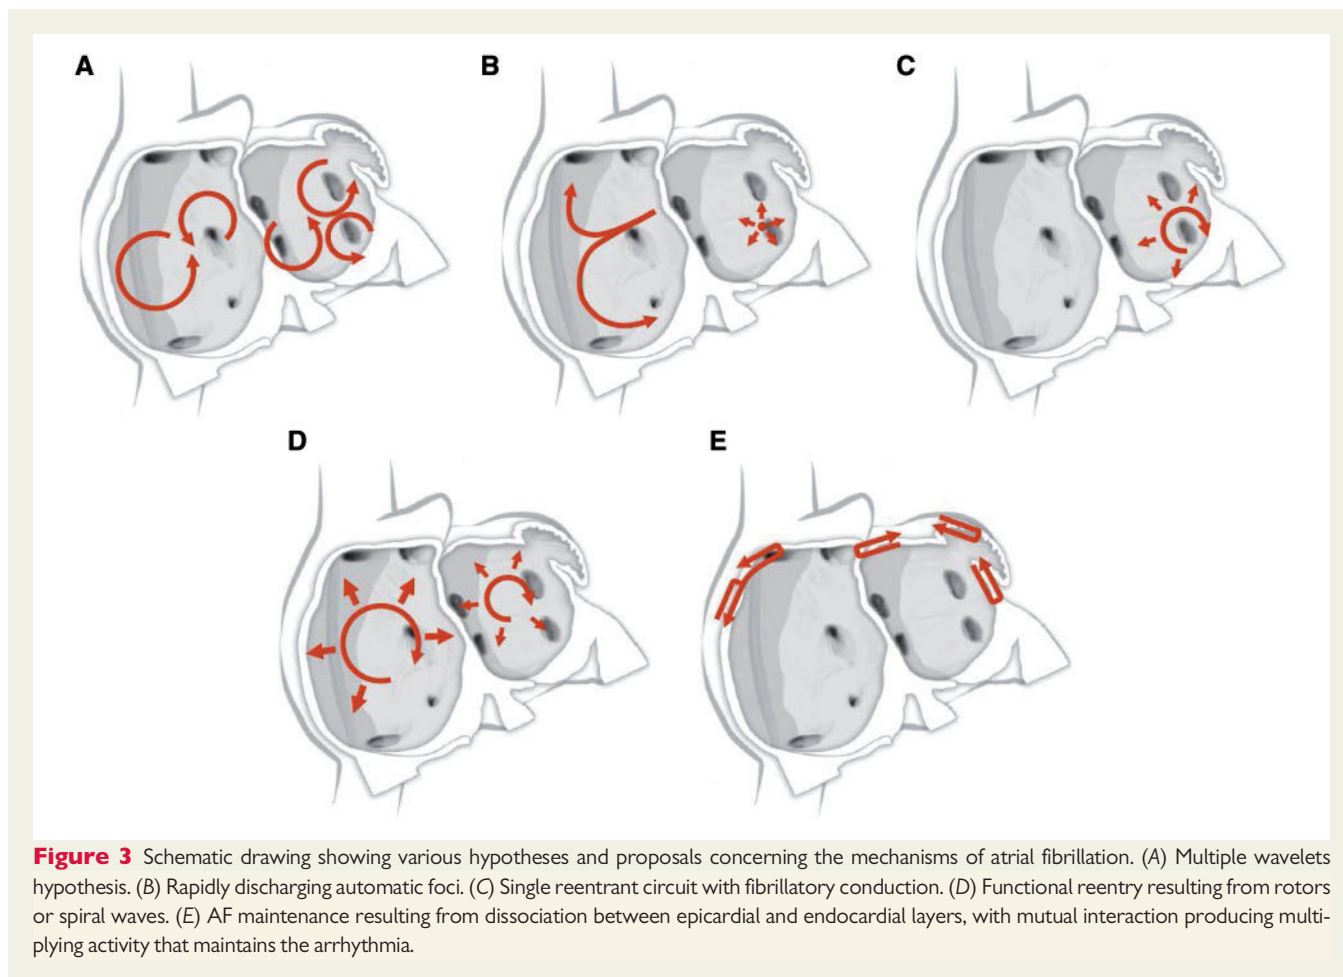 A
B
C
D
E
Figure 3 Schematic drawing showing various hypotheses and proposals concerning the mechanisms of atrial fibrillation. (A) Multiple wavelets
hypothesis. (B) Rapidly discharging automatic foci. (C) Single reentrant circuit with fibrillatory conduction. (D) Functional reentry resulting from rotors
or spiral waves. (E) AF maintenance resulting from dissociation between epicardial and endocardial layers, with mutual interaction producing multi-
plying activity that maintains the arrhythmia.